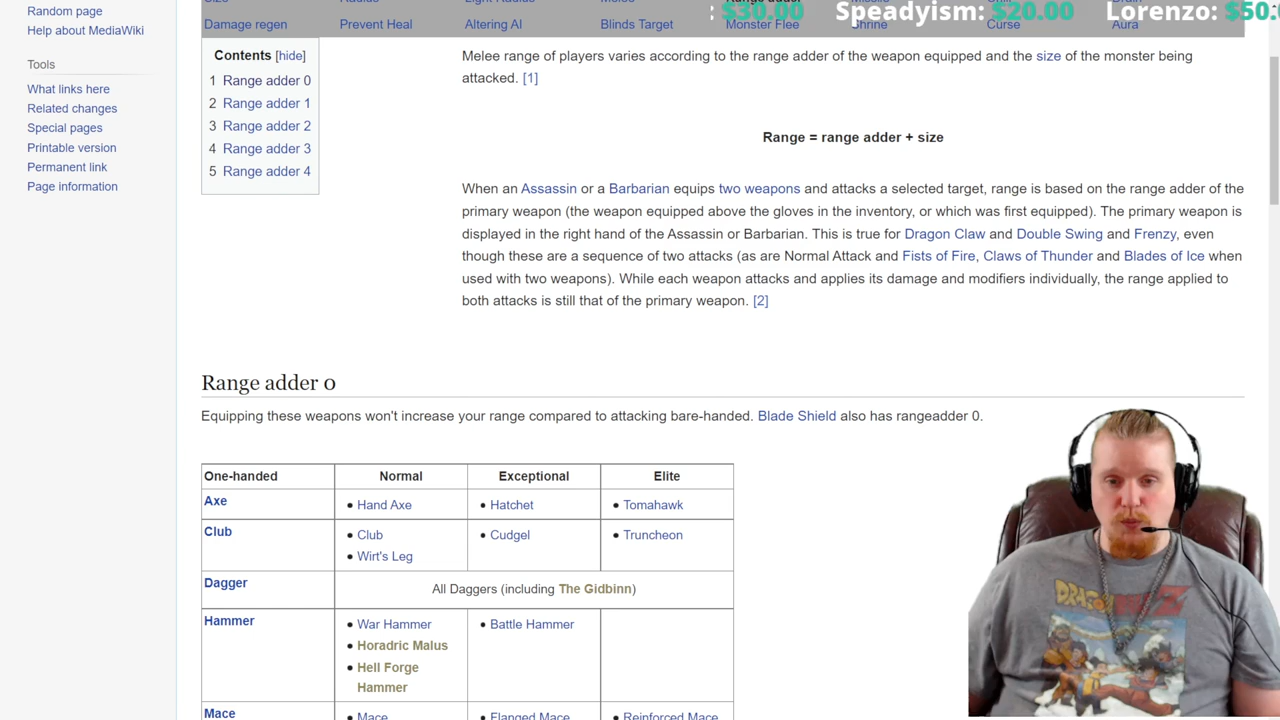 Random page
Help about MediaWiki
Tools
What links here
Related changes
Special pages
Printable version
Permanent link
Page information
$30.00 Speadyism: $20.00 Lorenzo: $50.
Damage regen Prevent Heal Altering AI Blinds Target Monster Flee Shrine Curse Aura
Contents [hide]
1 Range adder 0
2 Range adder 1
3 Range adder 2
4 Range adder 3
5 Range adder 4
Melee range of players varies according to the range adder of the weapon equipped and the size of the monster being
attacked. [1]
Range = range adder + size
When an Assassin or a Barbarian equips two weapons and attacks a selected target, range is based on the range adder of the
primary weapon (the weapon equipped above the gloves in the inventory, or which was first equipped). The primary weapon is
displayed in the right hand of the Assassin or Barbarian. This is true for Dragon Claw and Double Swing and Frenzy, even
though these are a sequence of two attacks (as are Normal Attack and Fists of Fire, Claws of Thunder and Blades of Ice when
used with two weapons). While each weapon attacks and applies its damage and modifiers individually, the range applied to
both attacks is still that of the primary weapon. [2]
Range adder 0
Equipping these weapons won't increase your range compared to attacking bare-handed. Blade Shield also has rangeadder 0.
One-handed Normal Exceptional Elite
Axe • Hand Axe • Hatchet • Tomahawk
Club • Club • Cudgel • Truncheon
• Wirt's Leg
Dagger All Daggers (including The Gidbinn)
Hammer • War Hammer • Battle Hammer
• Horadric Malus
• Hell Forge
Hammer
Mace • Mace • Flanged Mace • Reinforced Mace